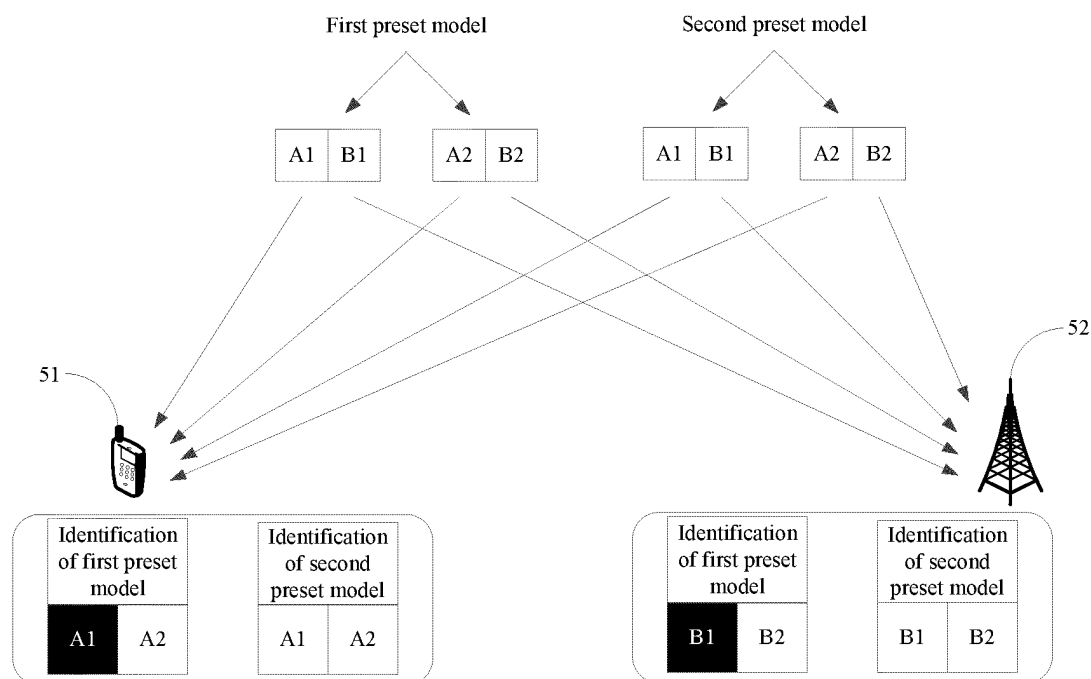 First preset model
Second preset model
A1 B1
A2 B2
A1 B1
A2 B2
52
51
Identification
of first preset
model
A1 A2
Identification
of second
preset model
A1 A2
Identification
of first preset
model
B1 B2
Identification
of second
preset model
B1 B2